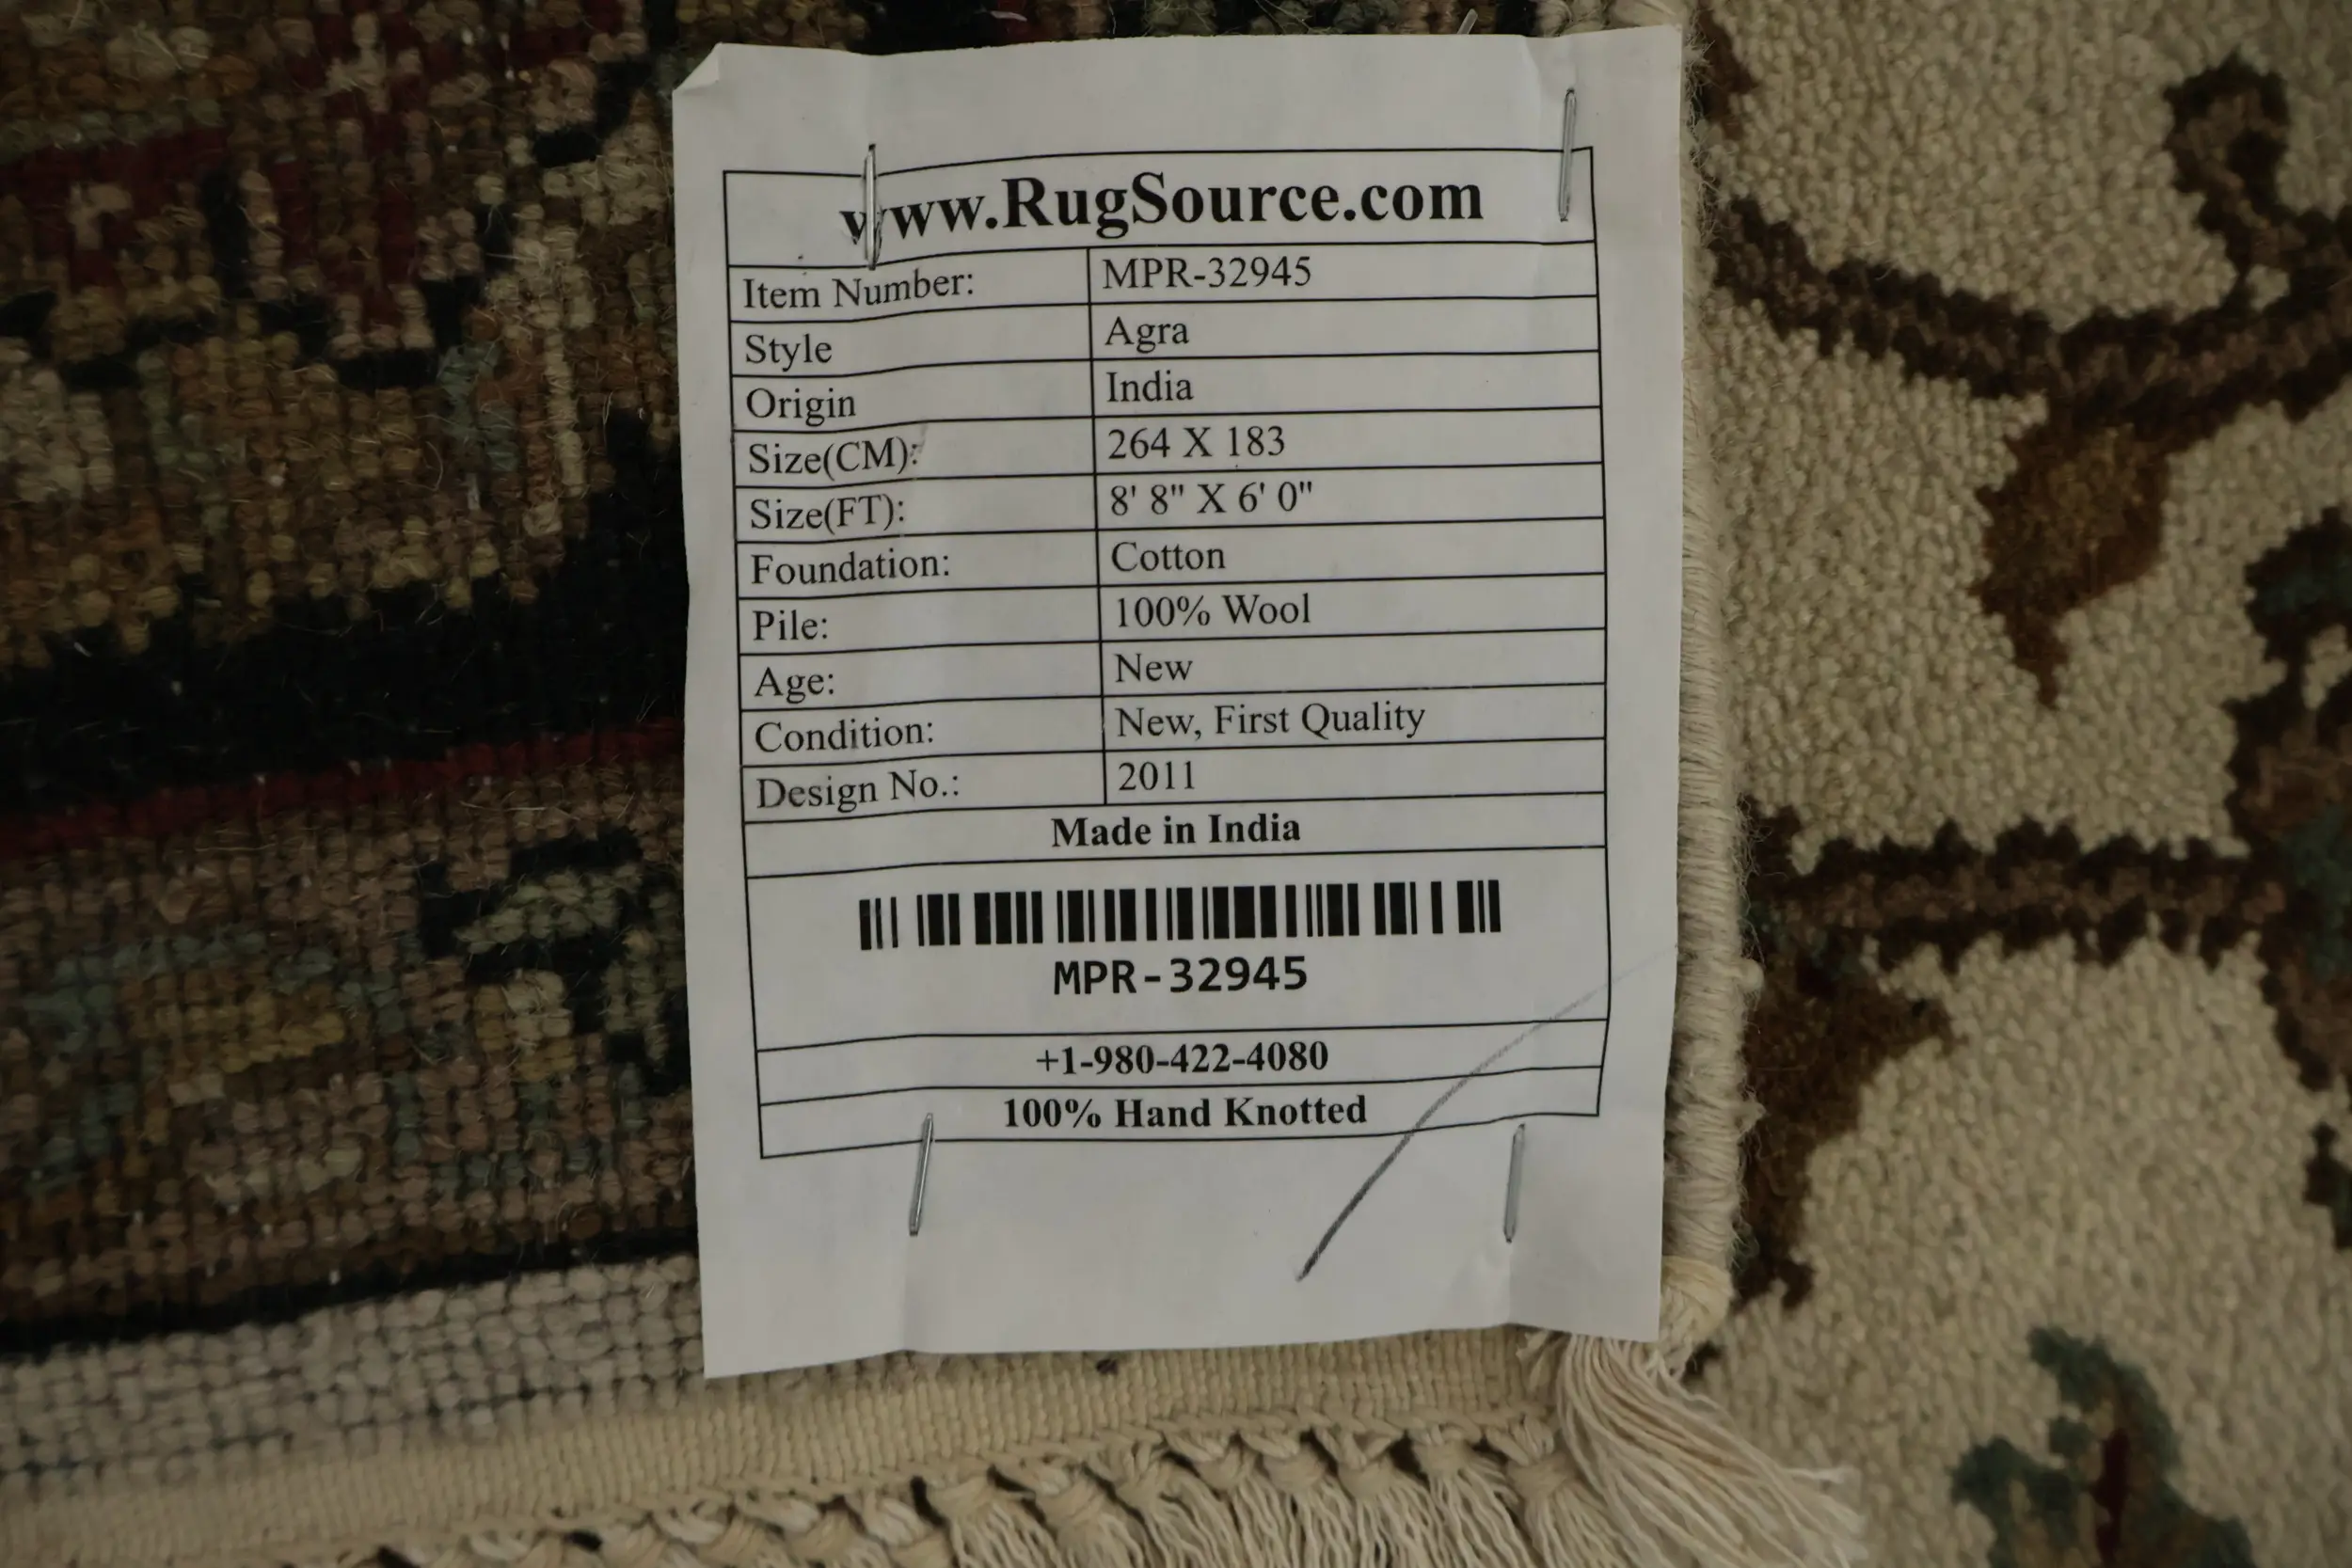 www.RugSource.com
Item Number: MPR-32945
Style Agra
Origin India
Size(CM): 264 X 183
Size(FT): 8' 8" X 6' 0"
Foundation: Cotton
Pile: 100% Wool
Age: New
Condition: New, First Quality
Design No.: 2011
Made in India
MPR-32945
+1-980-422-4080
100% Hand Knotted